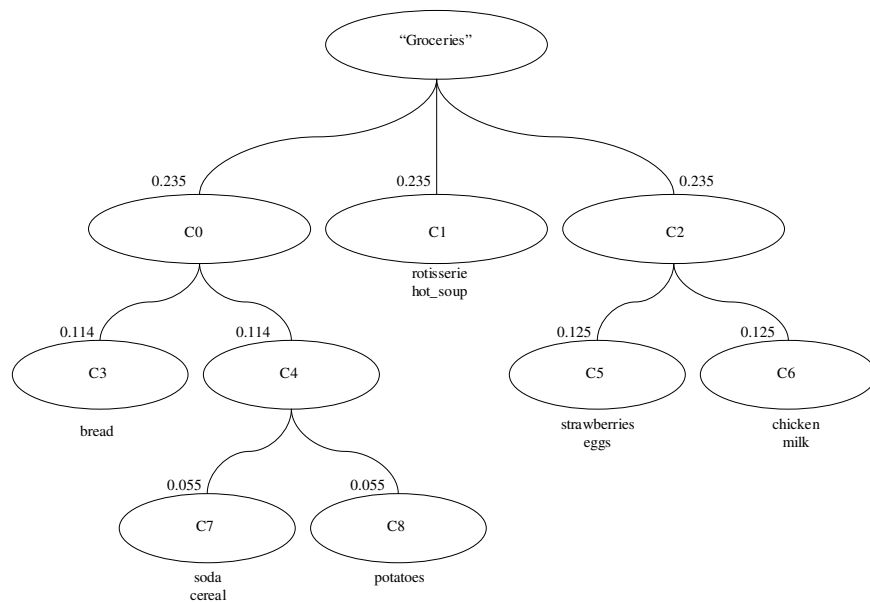 “Groceries”
0.235
0.235
0.235
C0
C1
C2
rotisserie
hot_soup
0.114
0.114
0.125
0.125
C3
C4
C5
C6
bread
strawberries
eggs
chicken
milk
0.055
0.055
C7
C8
soda
cereal
potatoes